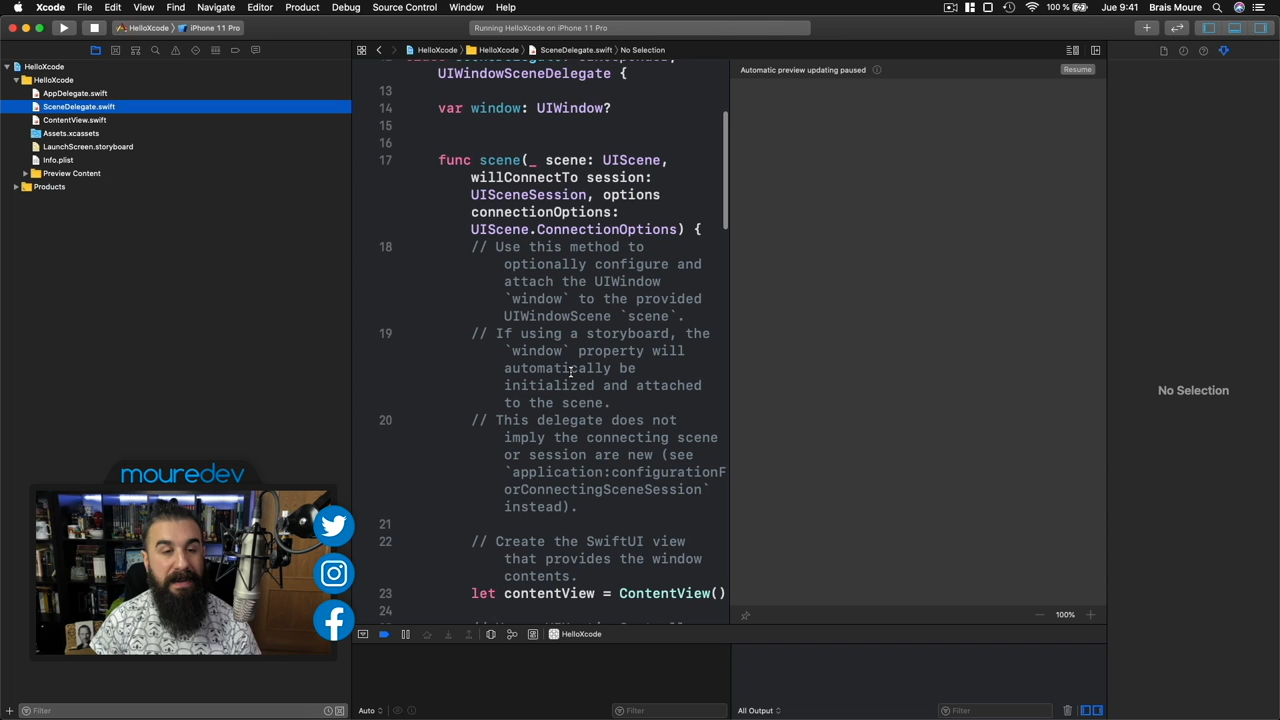 Xcode File Edit View Find Navigate Editor Product Debug Source Control Window Help 100 % Jue 9:41 Brais Moure
HelloXcode iPhone 11 Pro Running HelloXcode on iPhone 11 Pro
HelloXcode HelloXcode SceneDelegate.swift No Selection
HelloXcode
HelloXcode
AppDelegate.swift
SceneDelegate.swift
ContentView.swift
Assets.xcassets
LaunchScreen.storyboard
Info.plist
Preview Content
Products
UIWindowSceneDelegate {
13
14 var window: UIWindow?
15
16
17 func scene(_ scene: UIScene,
willConnectTo session:
UISceneSession, options
connectionOptions:
UIScene.ConnectionOptions) {
18 // Use this method to
optionally configure and
attach the UIWindow
`window` to the provided
UIWindowScene `scene`.
19 // If using a storyboard, the
`window` property will
automatically be
initialized and attached
to the scene.
20 // This delegate does not
imply the connecting scene
or session are new (see
`application:configurationF
orConnectingSceneSession`
instead).
21
22 // Create the SwiftUI view
that provides the window
contents.
23 let contentView = ContentView()
24
Automatic preview updating paused Resume
100%
No Selection
mouredev
HelloXcode
Filter
Auto Filter
All Output Filter